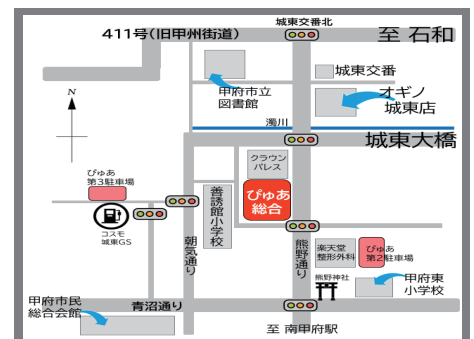 城東交番北
411号(旧甲州街道)
至 石和
城東交番
甲府市立
図書館
オギノ
城東店
N
濁川
城東大橋
クラウン
パレス
ぴゅあ
第3駐車場
善誘館小学校
ぴゅあ
総合
コスモ
城東GS
朝気通り
熊野通り
楽天堂
整形外科
ぴゅあ
第2駐車場
熊野神社
甲府東
小学校
甲府市民
総合会館
青沼通り
至 南甲府駅